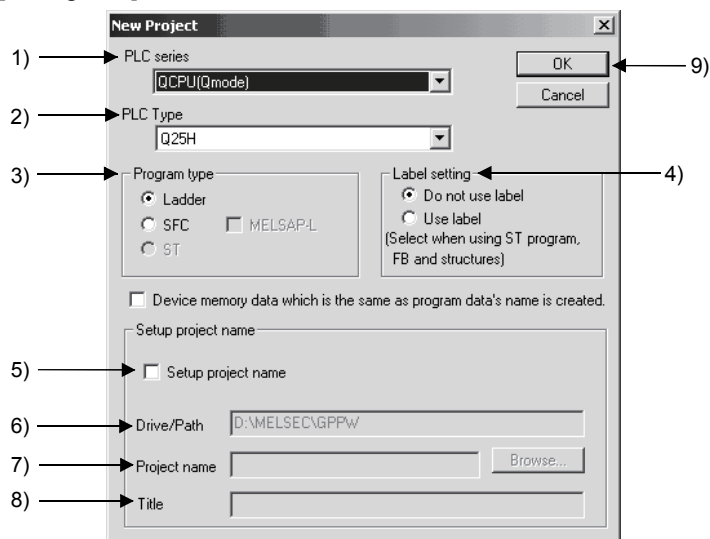 New Project
1)
PLC series
QCPU(Qmode)
OK
9)
Cancel
2)
PLC Type
Q25H
3)
Program type
Label setting
4)
Ladder
Do not use label
SFC
MELSAP-L
Use label
ST
(Select when using ST program,
FB and structures)
Device memory data which is the same as program data's name is created.
Setup project name
5)
Setup project name
6)
Drive/Path
D:\MELSEC\GPPW
7)
Project name
Browse...
8)
Title